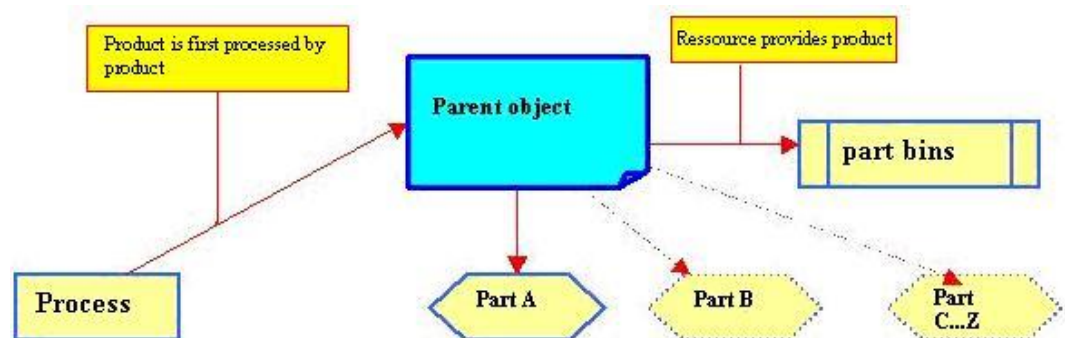 Product is first processed by
product
Ressource provides product
Parent object
part bins
Process
Part A
Part B
Part
C...Z